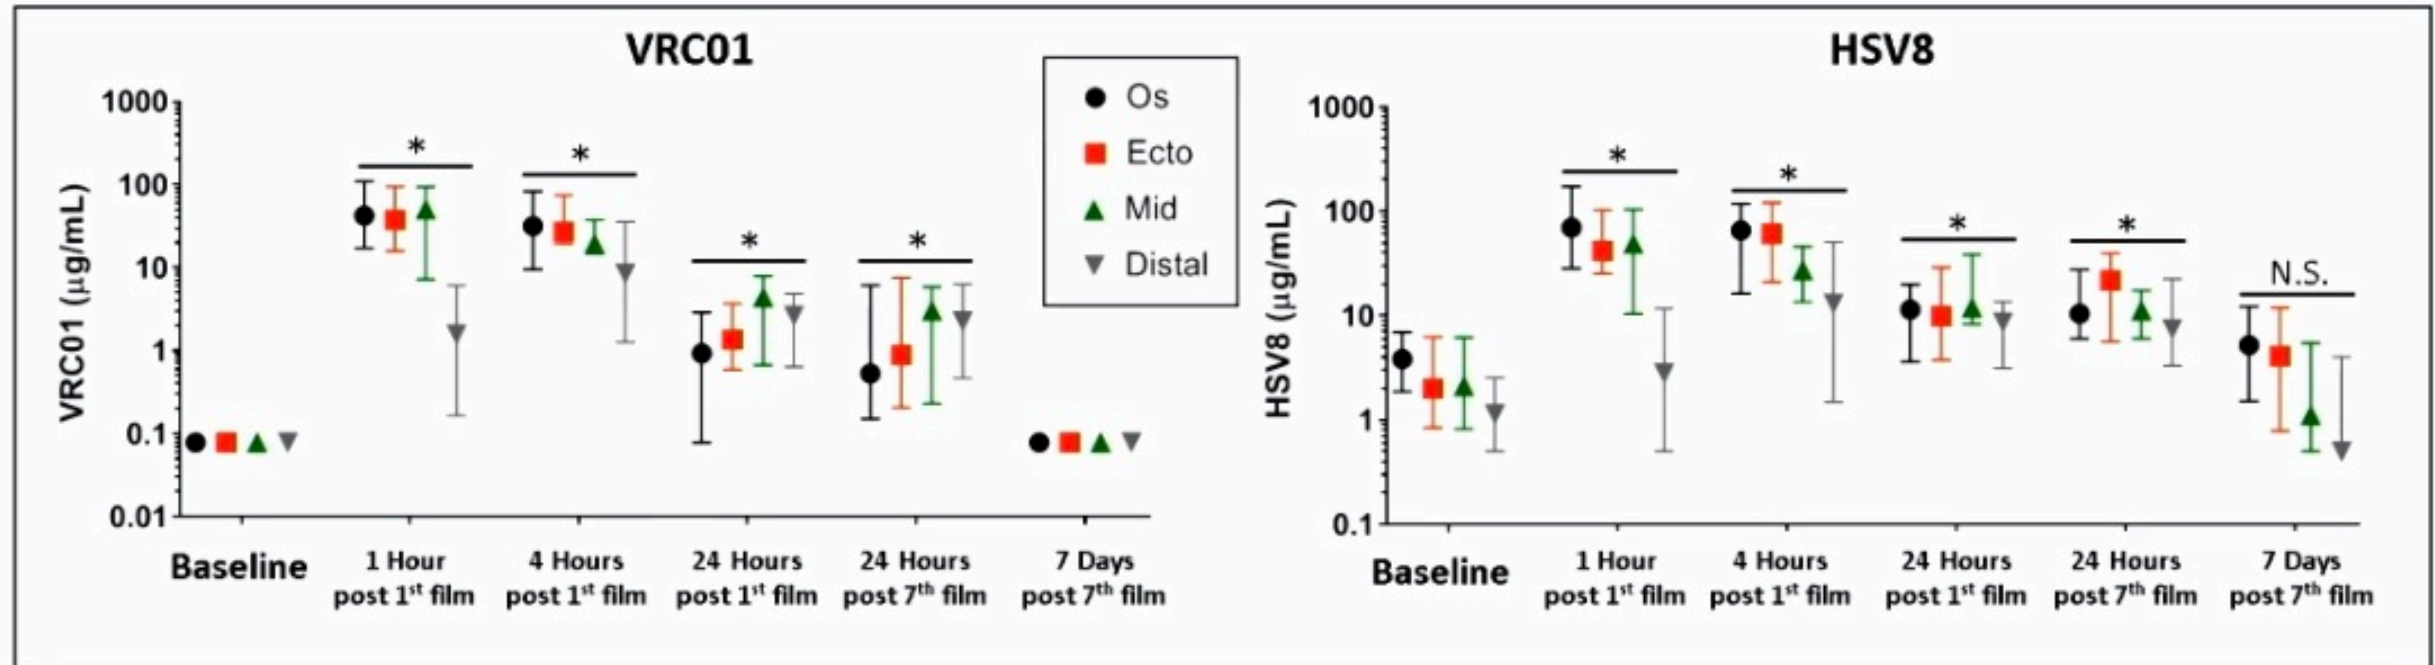 VRC01
VRC01 (µg/mL)
1000
100
10
1
0.1
0.01
*
*
*
*
Baseline
1 Hour
post 1st film
4 Hours
post 1st film
24 Hours
post 1st film
24 Hours
post 7th film
7 Days
post 7th film
Os
Ecto
Mid
Distal
HSV8
HSV8 (µg/mL)
1000
100
10
1
0.1
*
*
*
*
N.S.
Baseline
1 Hour
post 1st film
4 Hours
post 1st film
24 Hours
post 1st film
24 Hours
post 7th film
7 Days
post 7th film